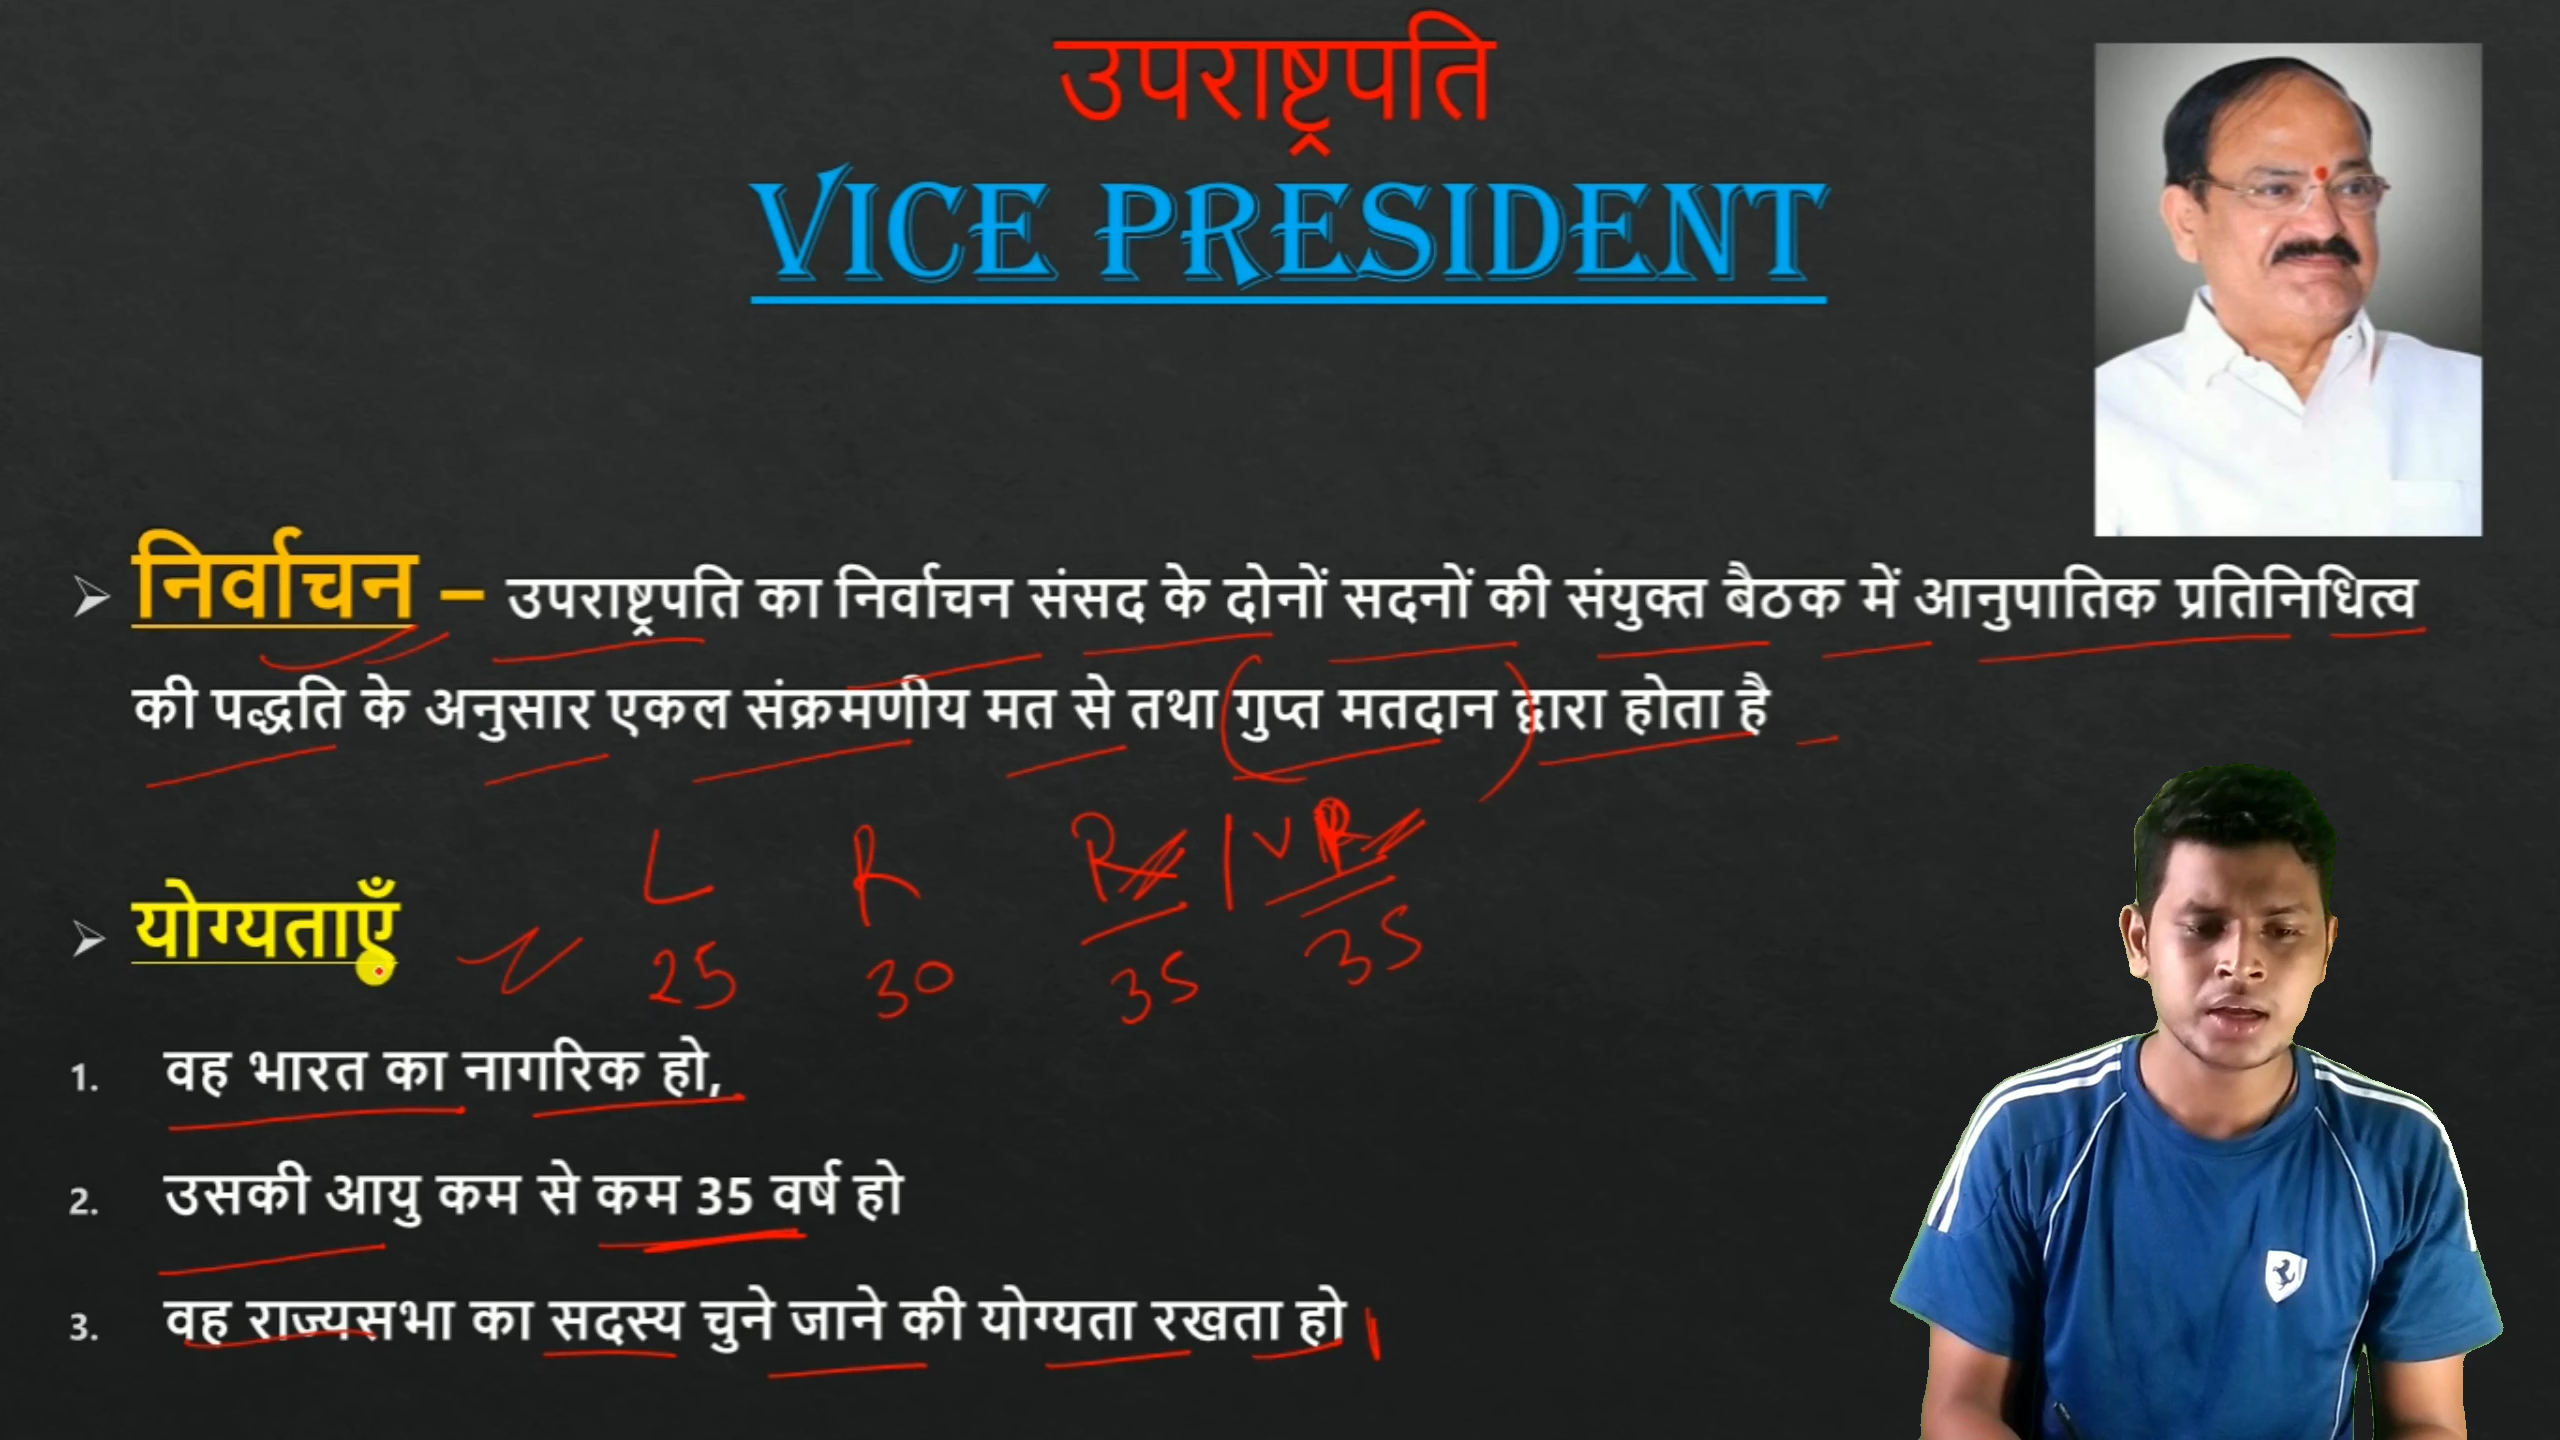 उपराष्ट्रपति
VICE PRESIDENT
➢ निर्वाचन – उपराष्ट्रपति का निर्वाचन संसद के दोनों सदनों की संयुक्त बैठक में आनुपातिक प्रतिनिधित्व
की पद्धति के अनुसार एकल संक्रमणीय मत से तथा गुप्त मतदान द्वारा होता है
L R R | VP
➢ योग्यताएँ
25 30 35 35
1. वह भारत का नागरिक हो,
2. उसकी आयु कम से कम 35 वर्ष हो
3. वह राज्यसभा का सदस्य चुने जाने की योग्यता रखता हो।